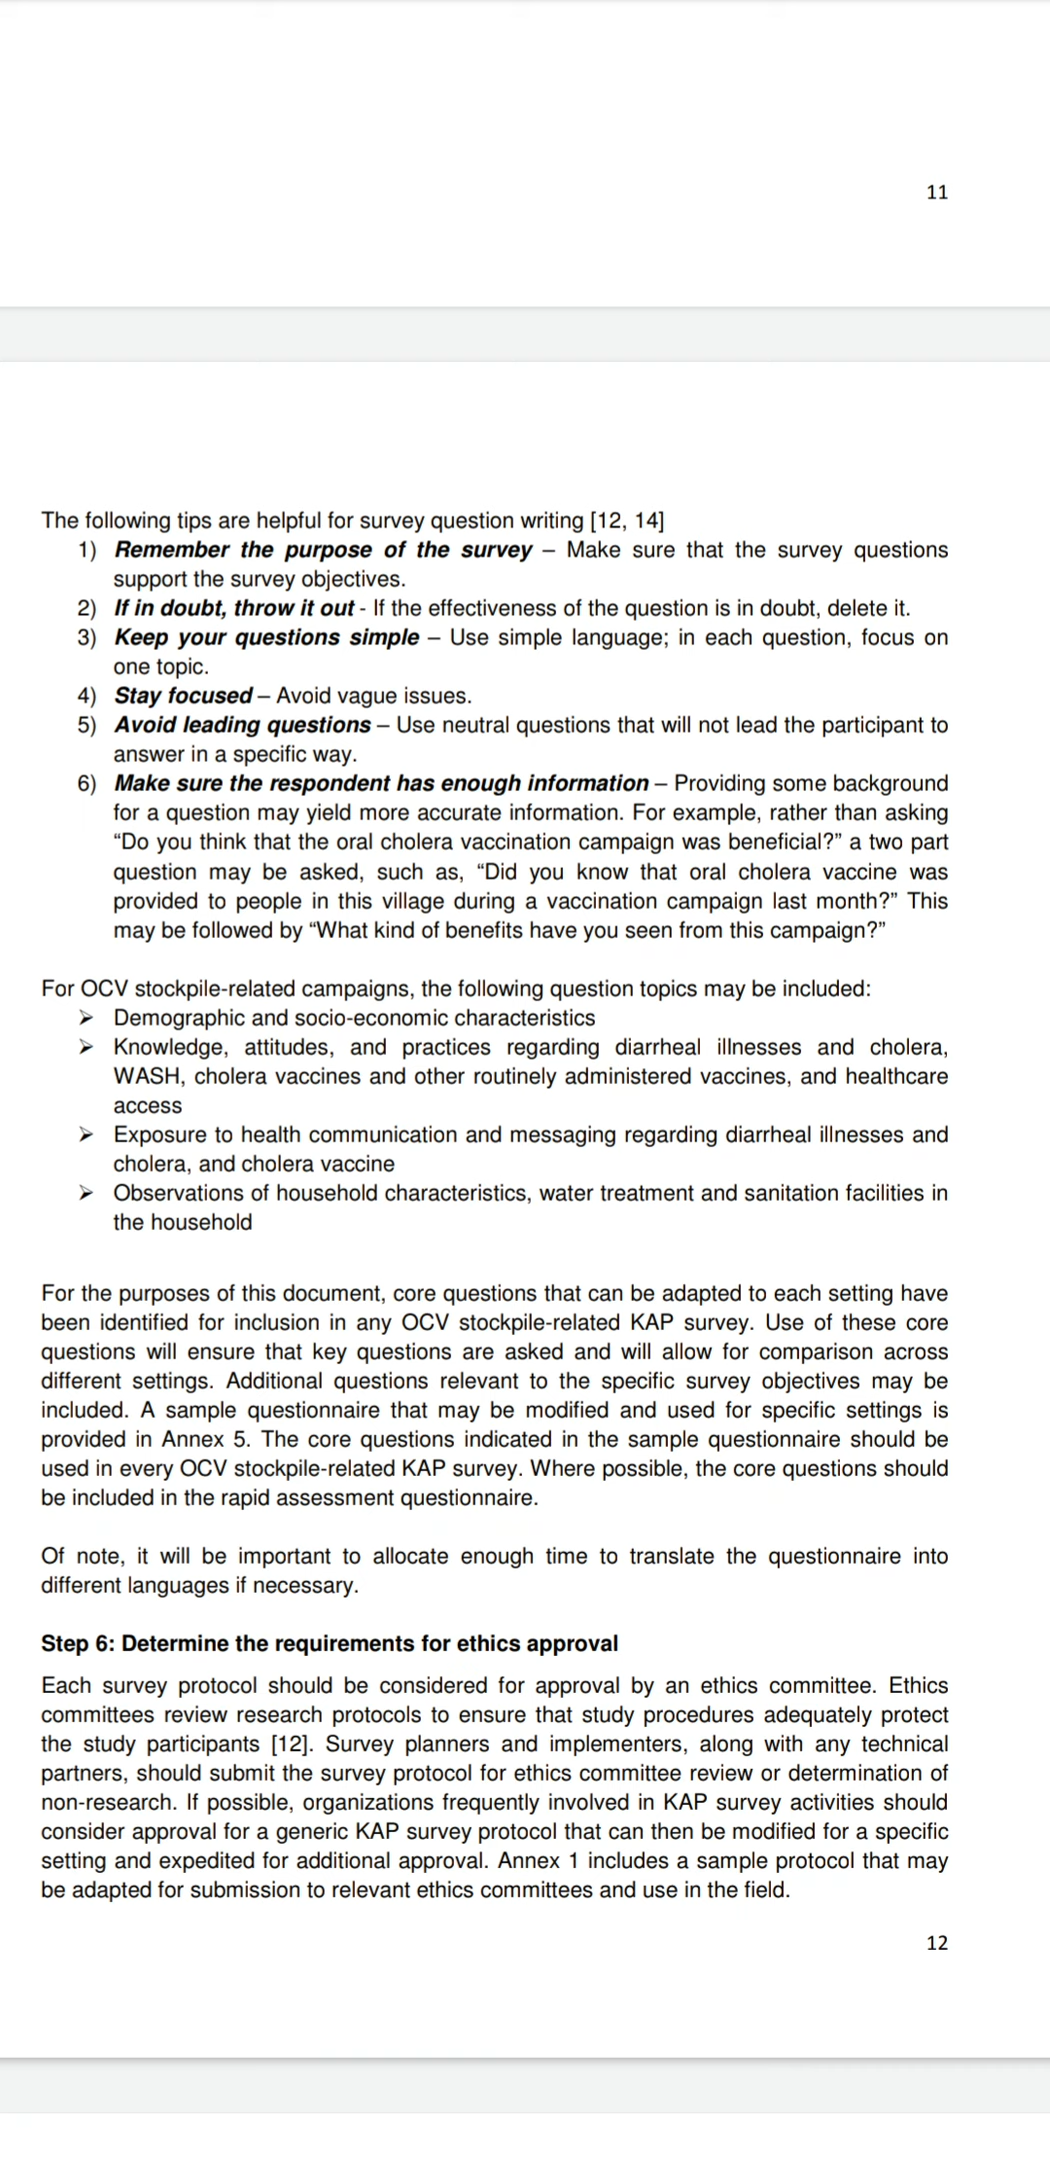 11
The following tips are helpful for survey question writing [12, 14]
1) Remember the purpose of the survey – Make sure that the survey questions
support the survey objectives.
2) If in doubt, throw it out - If the effectiveness of the question is in doubt, delete it.
3) Keep your questions simple – Use simple language; in each question, focus on
one topic.
4) Stay focused – Avoid vague issues.
5) Avoid leading questions – Use neutral questions that will not lead the participant to
answer in a specific way.
6) Make sure the respondent has enough information – Providing some background
for a question may yield more accurate information. For example, rather than asking
“Do you think that the oral cholera vaccination campaign was beneficial?” a two part
question may be asked, such as, “Did you know that oral cholera vaccine was
provided to people in this village during a vaccination campaign last month?” This
may be followed by “What kind of benefits have you seen from this campaign?”
For OCV stockpile-related campaigns, the following question topics may be included:
➢ Demographic and socio-economic characteristics
➢ Knowledge, attitudes, and practices regarding diarrheal illnesses and cholera,
WASH, cholera vaccines and other routinely administered vaccines, and healthcare
access
➢ Exposure to health communication and messaging regarding diarrheal illnesses and
cholera, and cholera vaccine
➢ Observations of household characteristics, water treatment and sanitation facilities in
the household
For the purposes of this document, core questions that can be adapted to each setting have
been identified for inclusion in any OCV stockpile-related KAP survey. Use of these core
questions will ensure that key questions are asked and will allow for comparison across
different settings. Additional questions relevant to the specific survey objectives may be
included. A sample questionnaire that may be modified and used for specific settings is
provided in Annex 5. The core questions indicated in the sample questionnaire should be
used in every OCV stockpile-related KAP survey. Where possible, the core questions should
be included in the rapid assessment questionnaire.
Of note, it will be important to allocate enough time to translate the questionnaire into
different languages if necessary.
Step 6: Determine the requirements for ethics approval
Each survey protocol should be considered for approval by an ethics committee. Ethics
committees review research protocols to ensure that study procedures adequately protect
the study participants [12]. Survey planners and implementers, along with any technical
partners, should submit the survey protocol for ethics committee review or determination of
non-research. If possible, organizations frequently involved in KAP survey activities should
consider approval for a generic KAP survey protocol that can then be modified for a specific
setting and expedited for additional approval. Annex 1 includes a sample protocol that may
be adapted for submission to relevant ethics committees and use in the field.
12